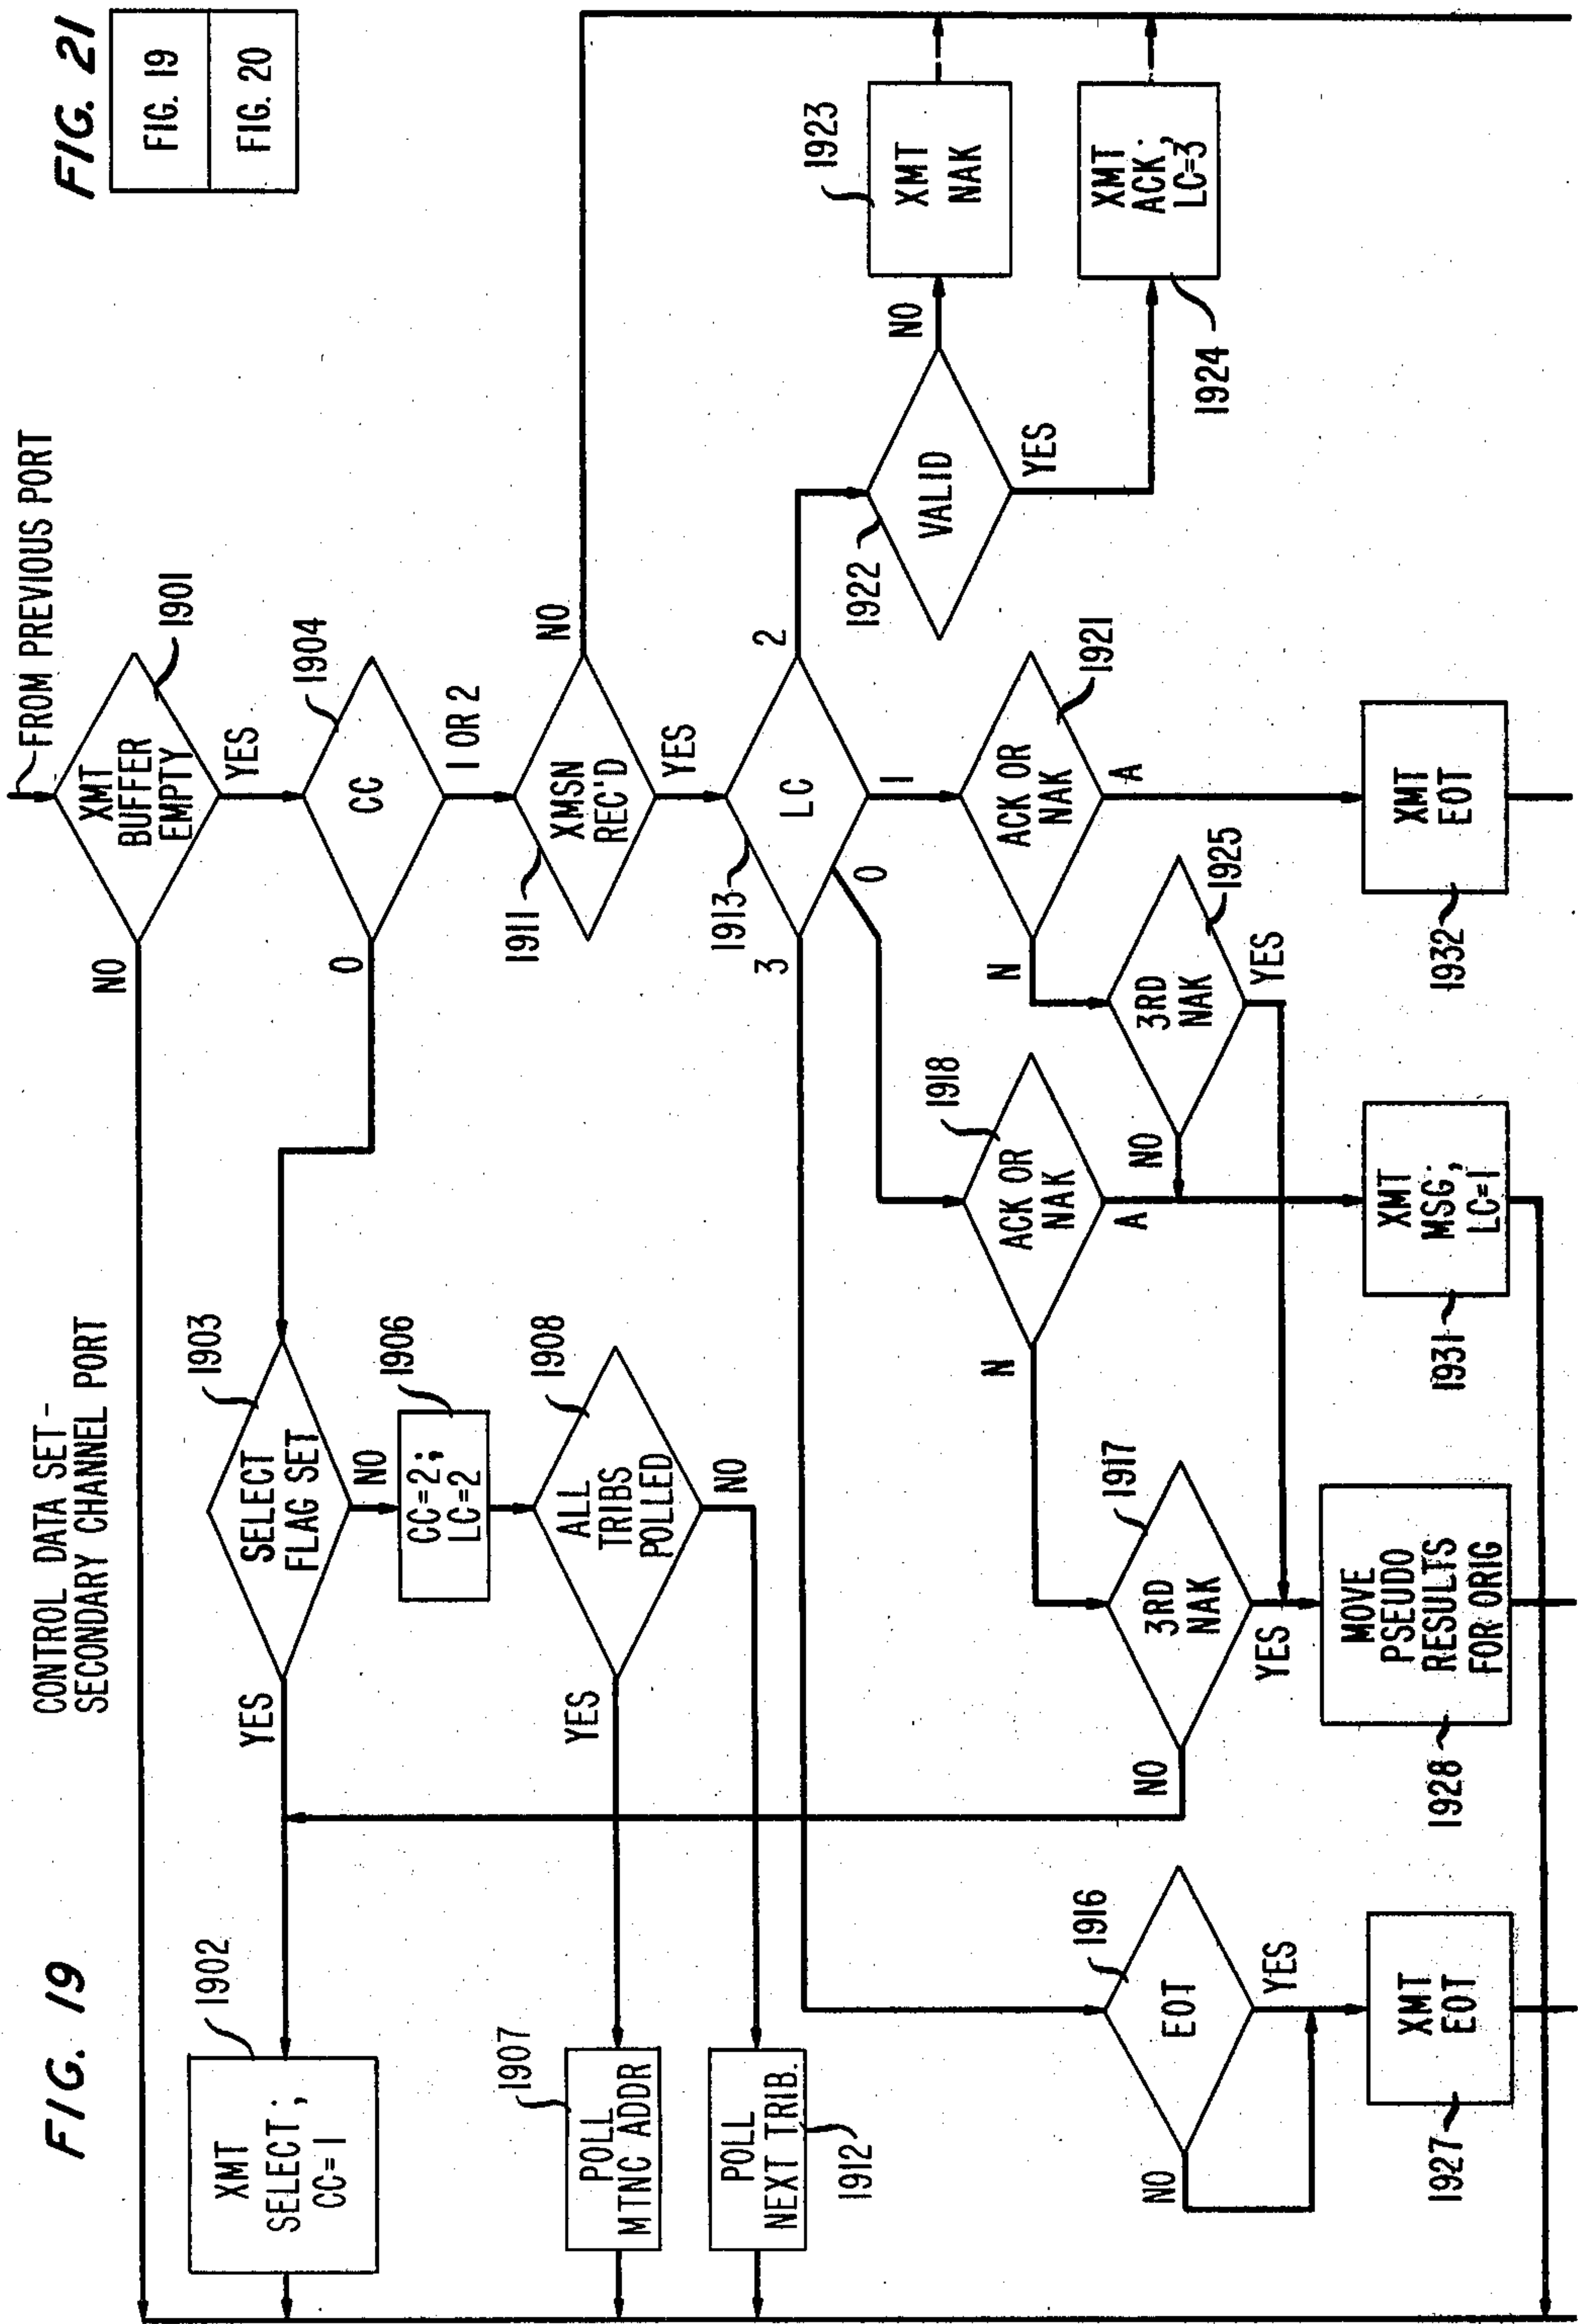 FIG. 19
CONTROL DATA SET-
SECONDARY CHANNEL PORT
FROM PREVIOUS PORT
FIG. 21
FIG. 19
FIG. 20
XMT
BUFFER
EMPTY
1901
NO
YES
CC
1904
0
1 OR 2
SELECT
FLAG SET
1903
YES
NO
XMT
SELECT;
CC=1
1902
CC=2;
LC=2
1906
ALL
TRIBS
POLLED
1908
YES
NO
POLL
MTNC ADDR
1907
POLL
NEXT TRIB.
1912
XMSN
REC'D
1911
NO
YES
LC
1913
3
0
1
2
VALID
1922
NO
YES
XMT
NAK
1923
XMT
ACK;
LC=3
1924
ACK OR
NAK
1921
N
A
ACK OR
NAK
1918
N
A
3RD
NAK
1925
NO
YES
3RD
NAK
1917
NO
YES
EOT
1916
NO
YES
XMT
EOT
1927
MOVE
PSEUDO
RESULTS
FOR ORIG
1928
XMT
MSG;
LC=1
1931
XMT
EOT
1932